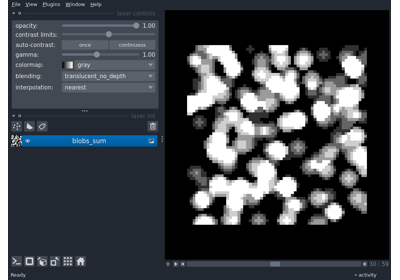 File View Plugins Window Help
layer controls
opacity: 1.00
contrast limits:
auto-contrast: once continuous
gamma: 1.00
colormap: gray
blending: translucent_no_depth
interpolation: nearest
layer list
blobs_sum
30 59
Ready
activity